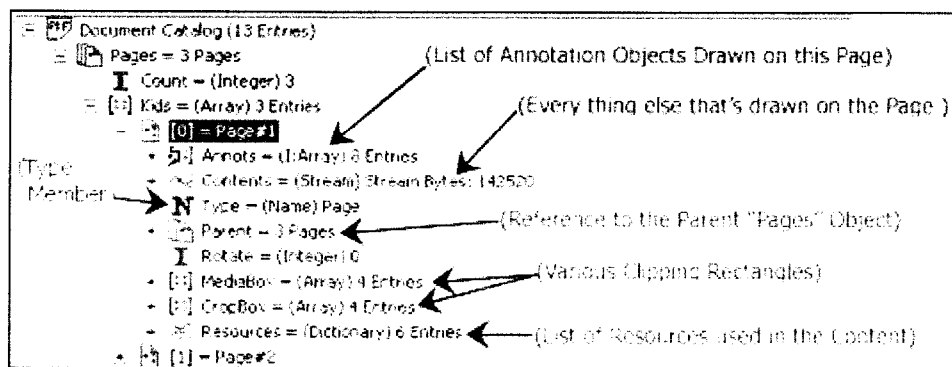 Document Catalog (13 Entries)
Pages = 3 Pages
(List of Annotation Objects Drawn on this Page)
I Count = (Integer) 3
Kids = (Array) 3 Entries
(Every thing else that's drawn on the Page )
[0] = Page#1
Annots = (I:Array) 8 Entries
(Type
Member
Contents = (Stream) Stream Bytes: 142520
N Type = (Name) Page
(Reference to the Parent "Pages" Object)
Parent = 3 Pages
I Rotate = (Integer) 0
(Various Clipping Rectangles)
MediaBox = (Array) 4 Entries
CropBox = (Array) 4 Entries
Resources = (Dictionary) 6 Entries
(List of Resources used in the Content)
[1] = Page#2